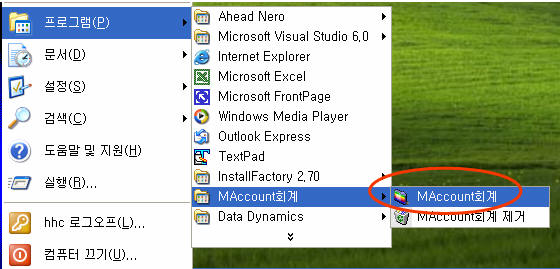 프로그램(P)
문서(D)
설정(S)
검색(C)
도움말 및 지원(H)
실행(R)...
hhc 로그오프(L)...
컴퓨터 끄기(U)...
Ahead Nero
Microsoft Visual Studio 6,0
Internet Explorer
Microsoft Excel
Microsoft FrontPage
Windows Media Player
Outlook Express
TextPad
InstallFactory 2,70
MAccount회계
Data Dynamics
MAccount회계
MAccount회계 제거